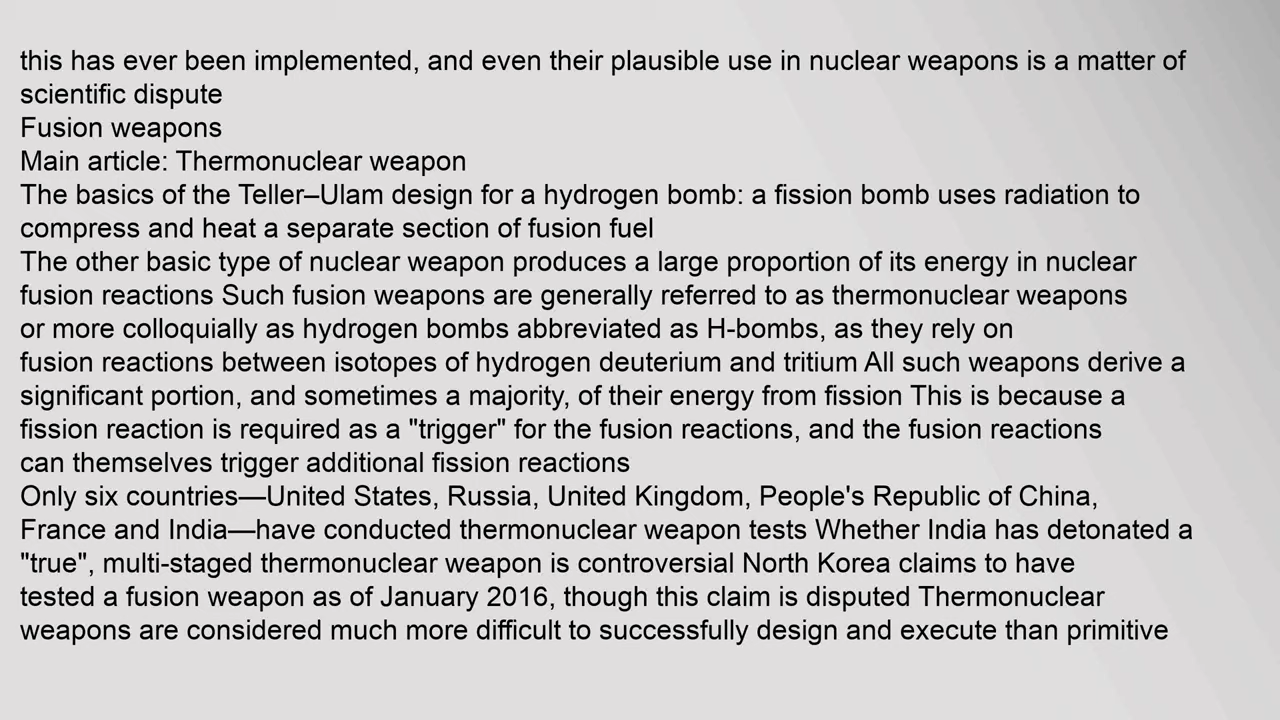 this has ever been implemented, and even their plausible use in nuclear weapons is a matter of
scientific dispute
Fusion weapons
Main article: Thermonuclear weapon
The basics of the Teller–Ulam design for a hydrogen bomb: a fission bomb uses radiation to
compress and heat a separate section of fusion fuel
The other basic type of nuclear weapon produces a large proportion of its energy in nuclear
fusion reactions Such fusion weapons are generally referred to as thermonuclear weapons
or more colloquially as hydrogen bombs abbreviated as H-bombs, as they rely on
fusion reactions between isotopes of hydrogen deuterium and tritium All such weapons derive a
significant portion, and sometimes a majority, of their energy from fission This is because a
fission reaction is required as a "trigger" for the fusion reactions, and the fusion reactions
can themselves trigger additional fission reactions
Only six countries—United States, Russia, United Kingdom, People's Republic of China,
France and India—have conducted thermonuclear weapon tests Whether India has detonated a
"true", multi-staged thermonuclear weapon is controversial North Korea claims to have
tested a fusion weapon as of January 2016, though this claim is disputed Thermonuclear
weapons are considered much more difficult to successfully design and execute than primitive